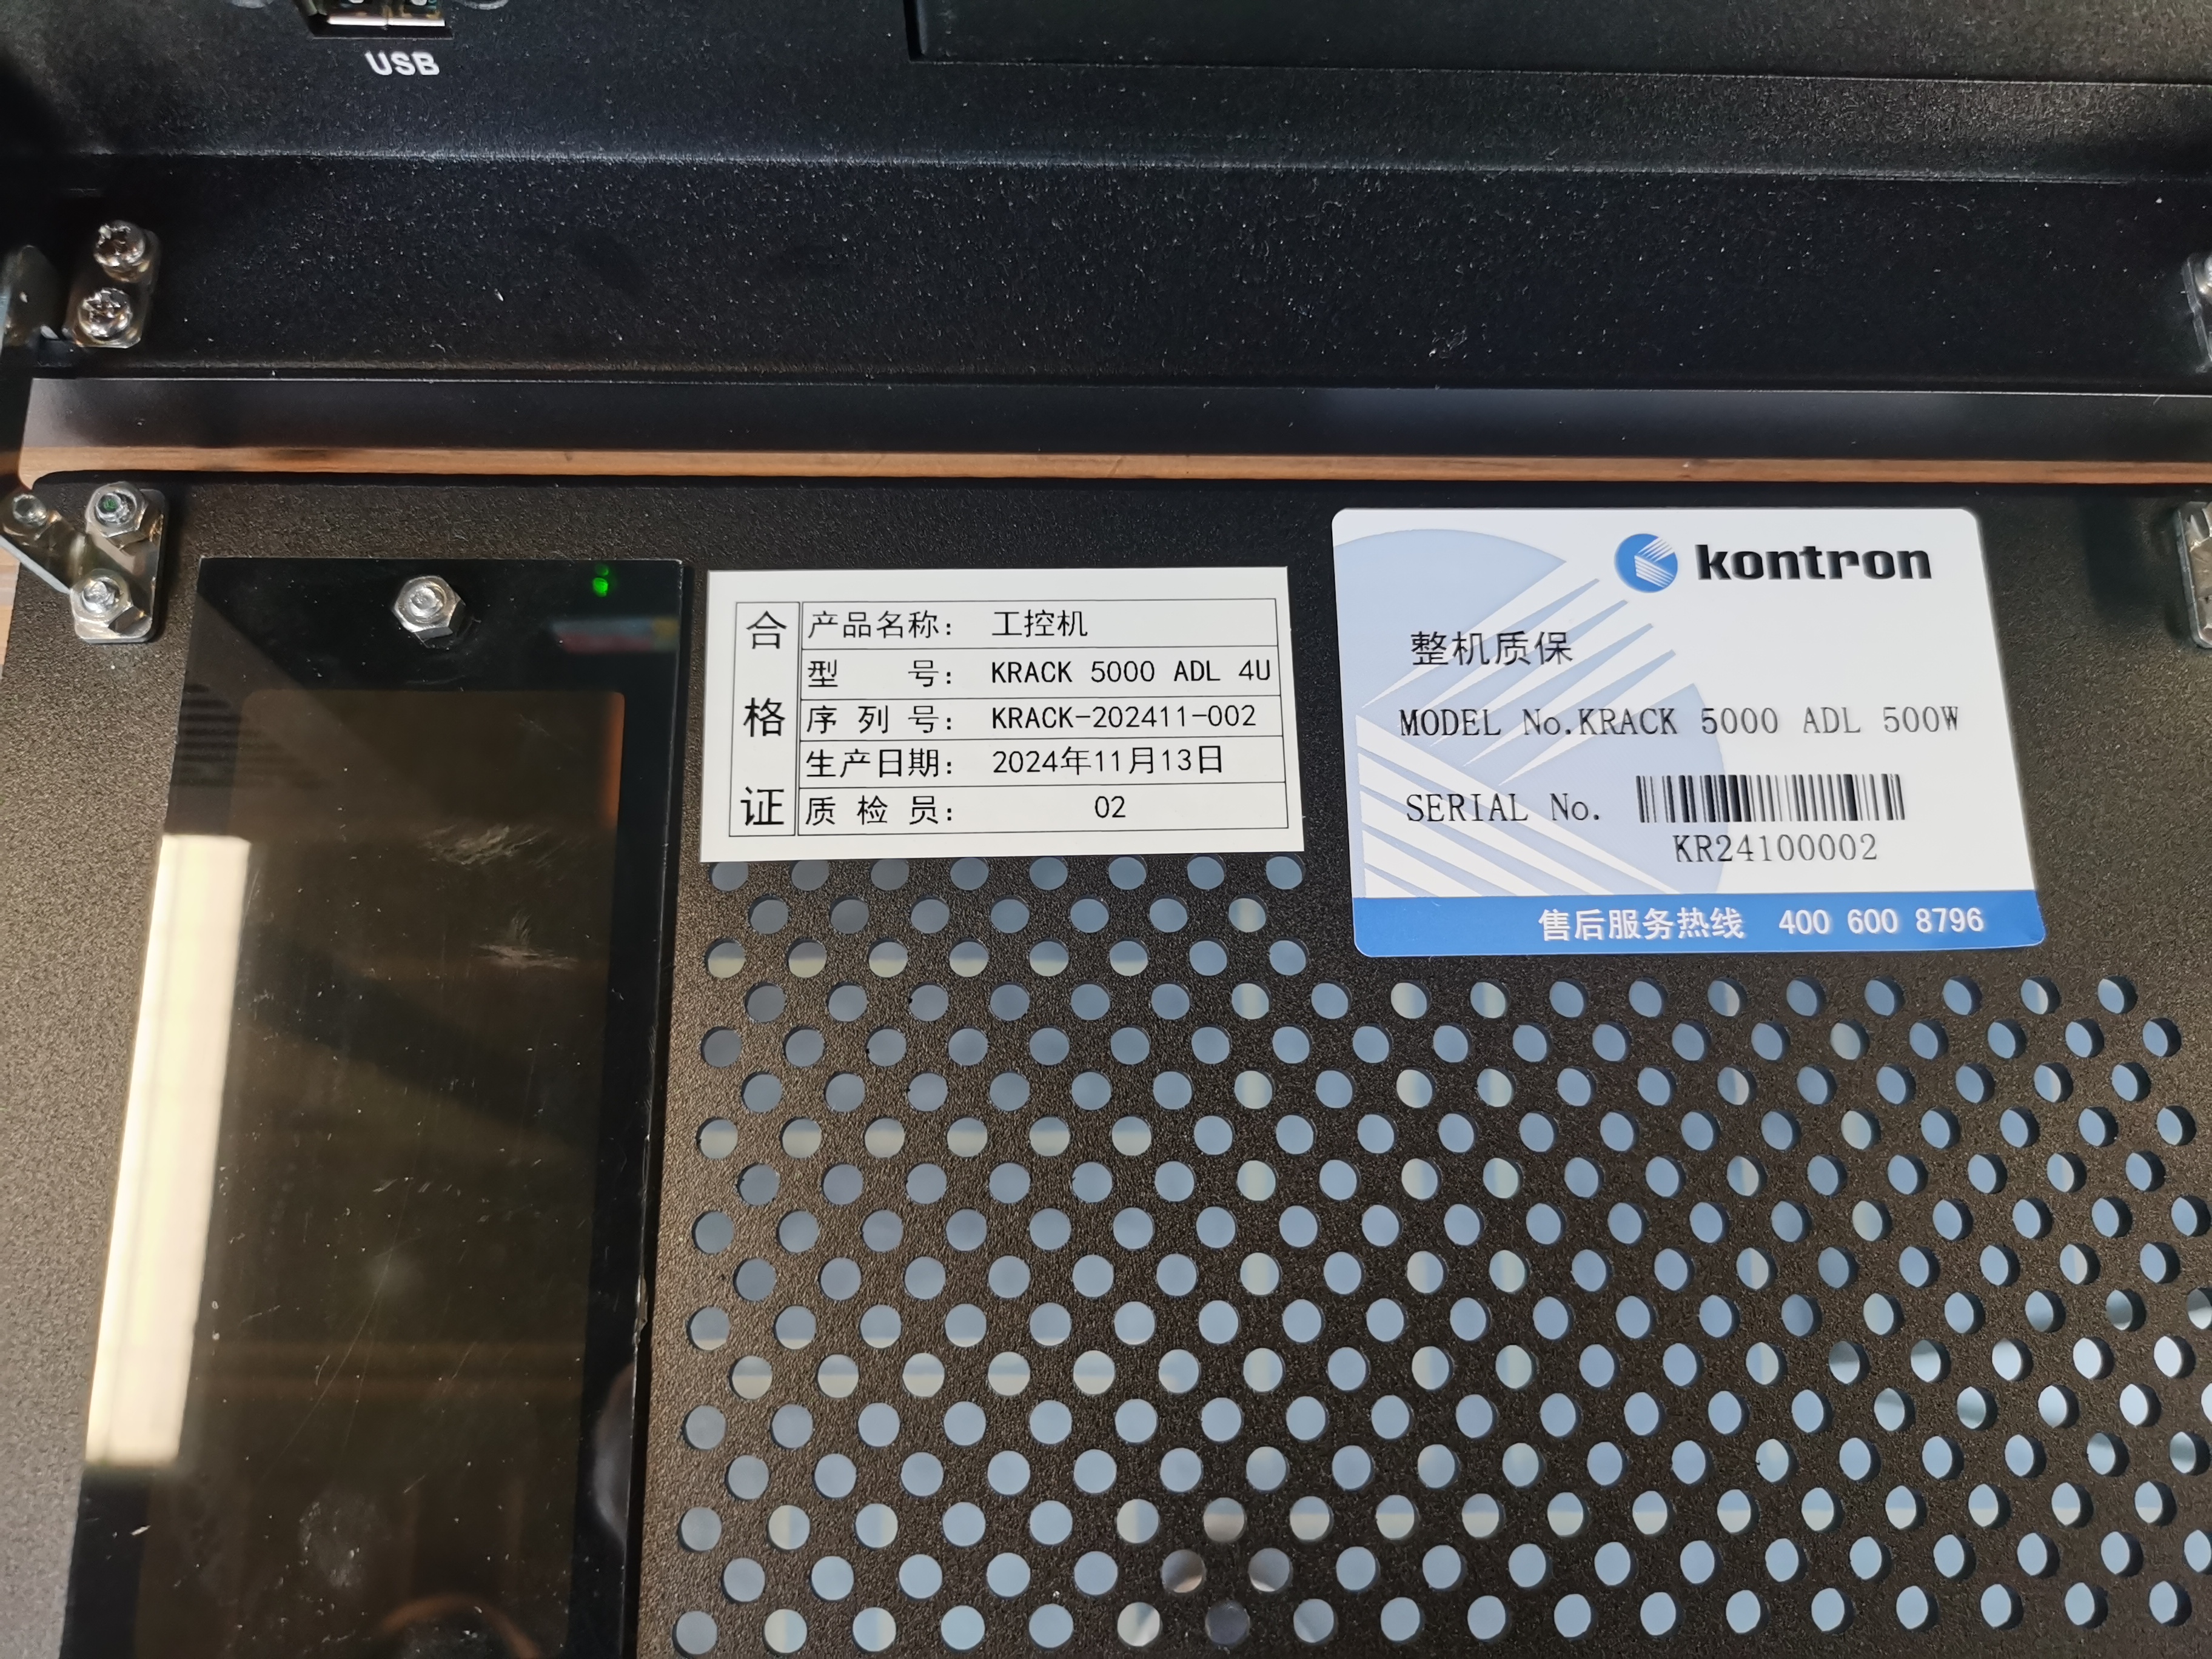 USB
合格证
产品名称： 工控机
型 号： KRACK 5000 ADL 4U
序 列 号： KRACK-202411-002
生产日期： 2024年11月13日
质 检 员： 02
kontron
整机质保
MODEL No.KRACK 5000 ADL 500W
SERIAL No.
KR24100002
售后服务热线 400 600 8796